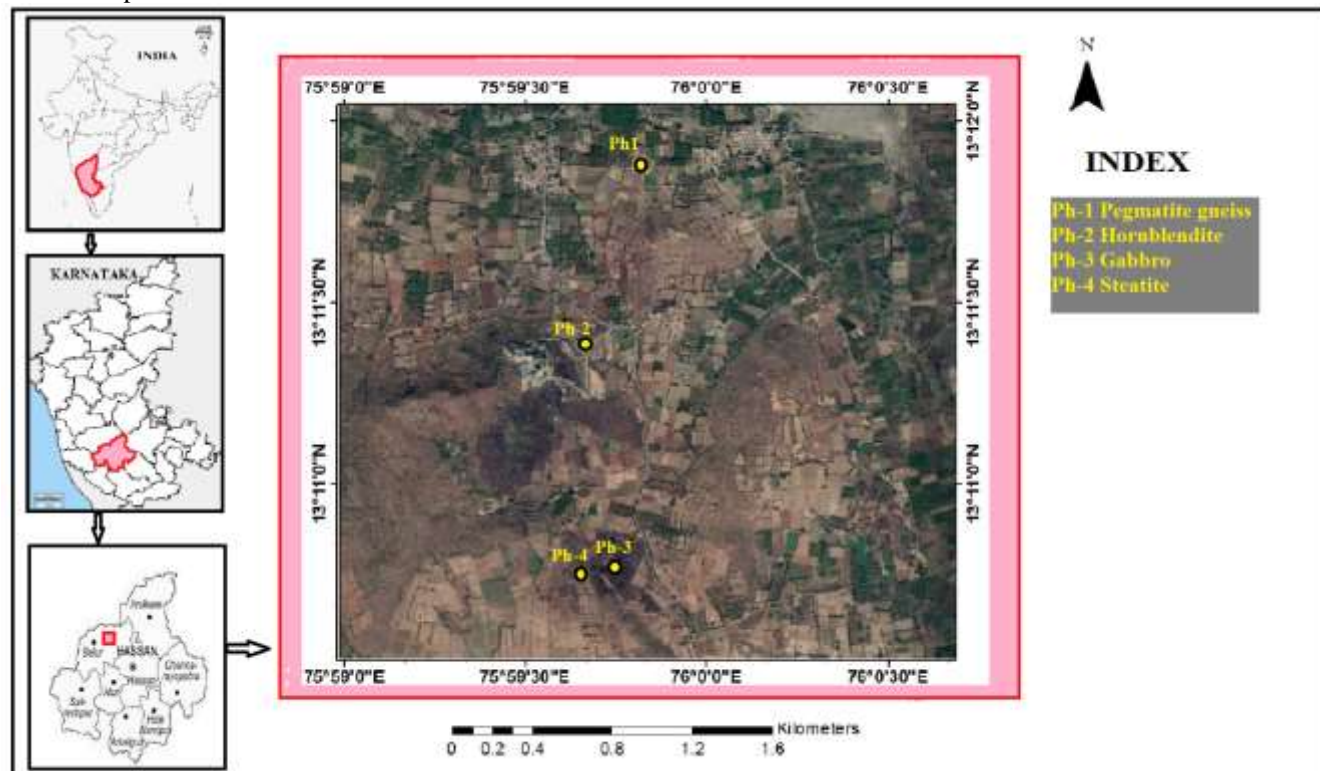 INDIA
KARNATAKA
Belur
HASSAN
Hassan
75°59'0"E 75°59'30"E 76°0'0"E 76°0'30"E
13°12'0"N
13°11'30"N 13°11'30"N
13°11'0"N 13°11'0"N
Ph1
Ph-2
Ph-4 Ph-3
75°59'0"E 75°59'30"E 76°0'0"E 76°0'30"E
Kilometers
0 0.2 0.4 0.8 1.2 1.6
N
INDEX
Ph-1 Pegmatite gneiss
Ph-2 Hornblendite
Ph-3 Gabbro
Ph-4 Steatite